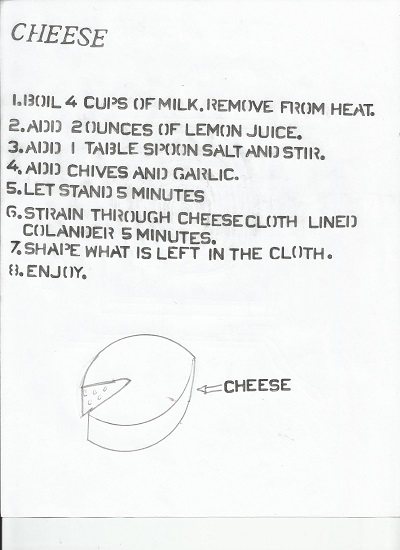 CHEESE
1. BOIL 4 CUPS OF MILK. REMOVE FROM HEAT.
2. ADD 2 OUNCES OF LEMON JUICE.
3. ADD 1 TABLE SPOON SALT AND STIR.
4. ADD CHIVES AND GARLIC.
5. LET STAND 5 MINUTES
6. STRAIN THROUGH CHEESECLOTH LINED
COLANDER 5 MINUTES.
7. SHAPE WHAT IS LEFT IN THE CLOTH.
8. ENJOY.
CHEESE